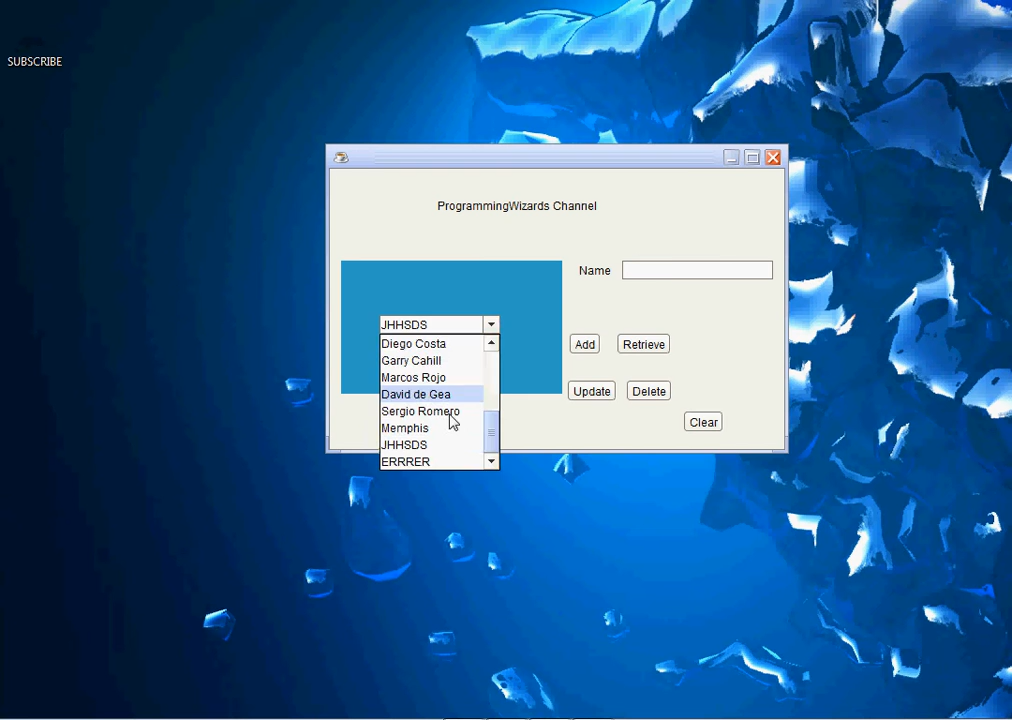 SUBSCRIBE
ProgrammingWizards Channel
Name
JHHSDS
Diego Costa
Garry Cahill
Marcos Rojo
David de Gea
Sergio Romero
Memphis
JHHSDS
ERRRER
Add Retrieve
Update Delete
Clear